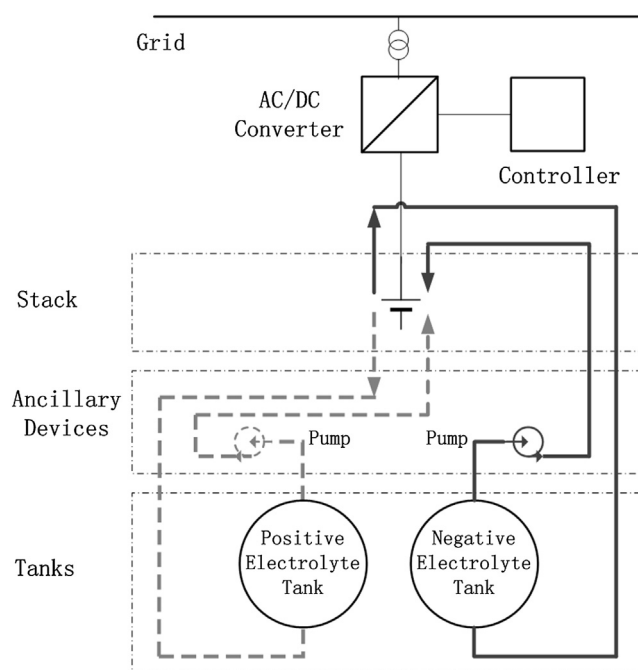 Grid
AC/DC
Converter
Controller
Stack
Ancillary
Devices
Pump
Pump
Positive
Electrolyte
Tank
Negative
Electrolyte
Tank
Tanks